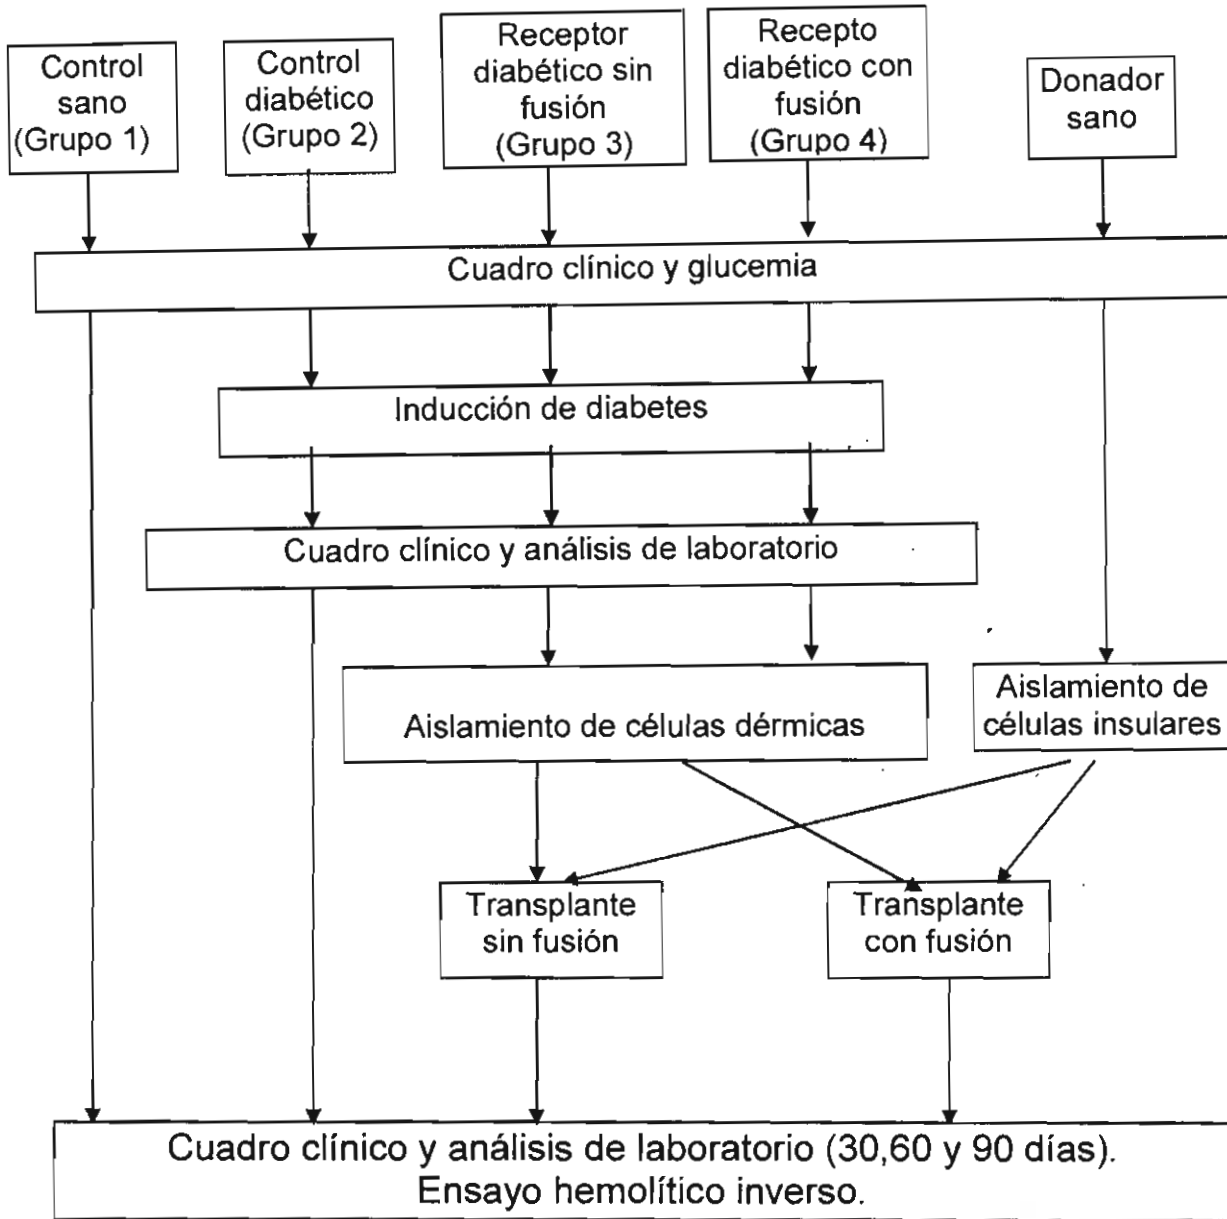 Control
sano
(Grupo 1)
Control
diabético
(Grupo 2)
Receptor
diabético sin
fusión
(Grupo 3)
Recepto
diabético con
fusión
(Grupo 4)
Donador
sano
Cuadro clínico y glucemia
Inducción de diabetes
Cuadro clínico y análisis de laboratorio
Aislamiento de células dérmicas
Aislamiento de
células insulares
Transplante
sin fusión
Transplante
con fusión
Cuadro clínico y análisis de laboratorio (30,60 y 90 días).
Ensayo hemolítico inverso.